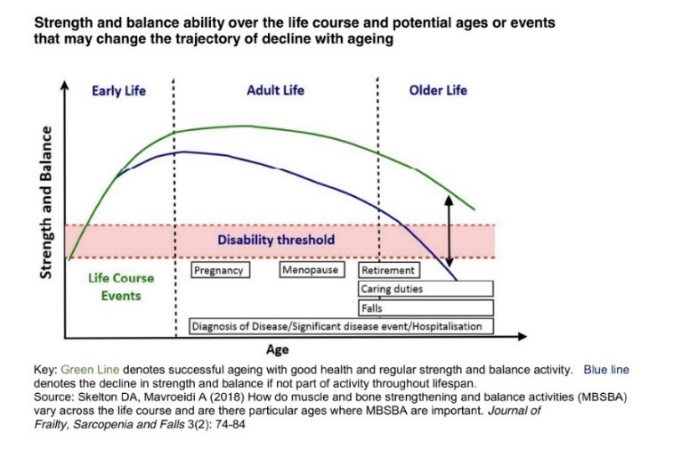 Strength and balance ability over the life course and potential ages or events
that may change the trajectory of decline with ageing
Early Life
Adult Life
Older Life
Strength and Balance
Disability threshold
Life Course
Events
Pregnancy
Menopause
Retirement
Caring duties
Falls
Diagnosis of Disease/Significant disease event/Hospitalisation
Age
Key: Green Line denotes successful ageing with good health and regular strength and balance activity. Blue line
denotes the decline in strength and balance if not part of activity throughout lifespan.
Source: Skelton DA, Mavroeidi A (2018) How do muscle and bone strengthening and balance activities (MBSBA)
vary across the life course and are there particular ages where MBSBA are important. Journal of
Frailty, Sarcopenia and Falls 3(2): 74-84